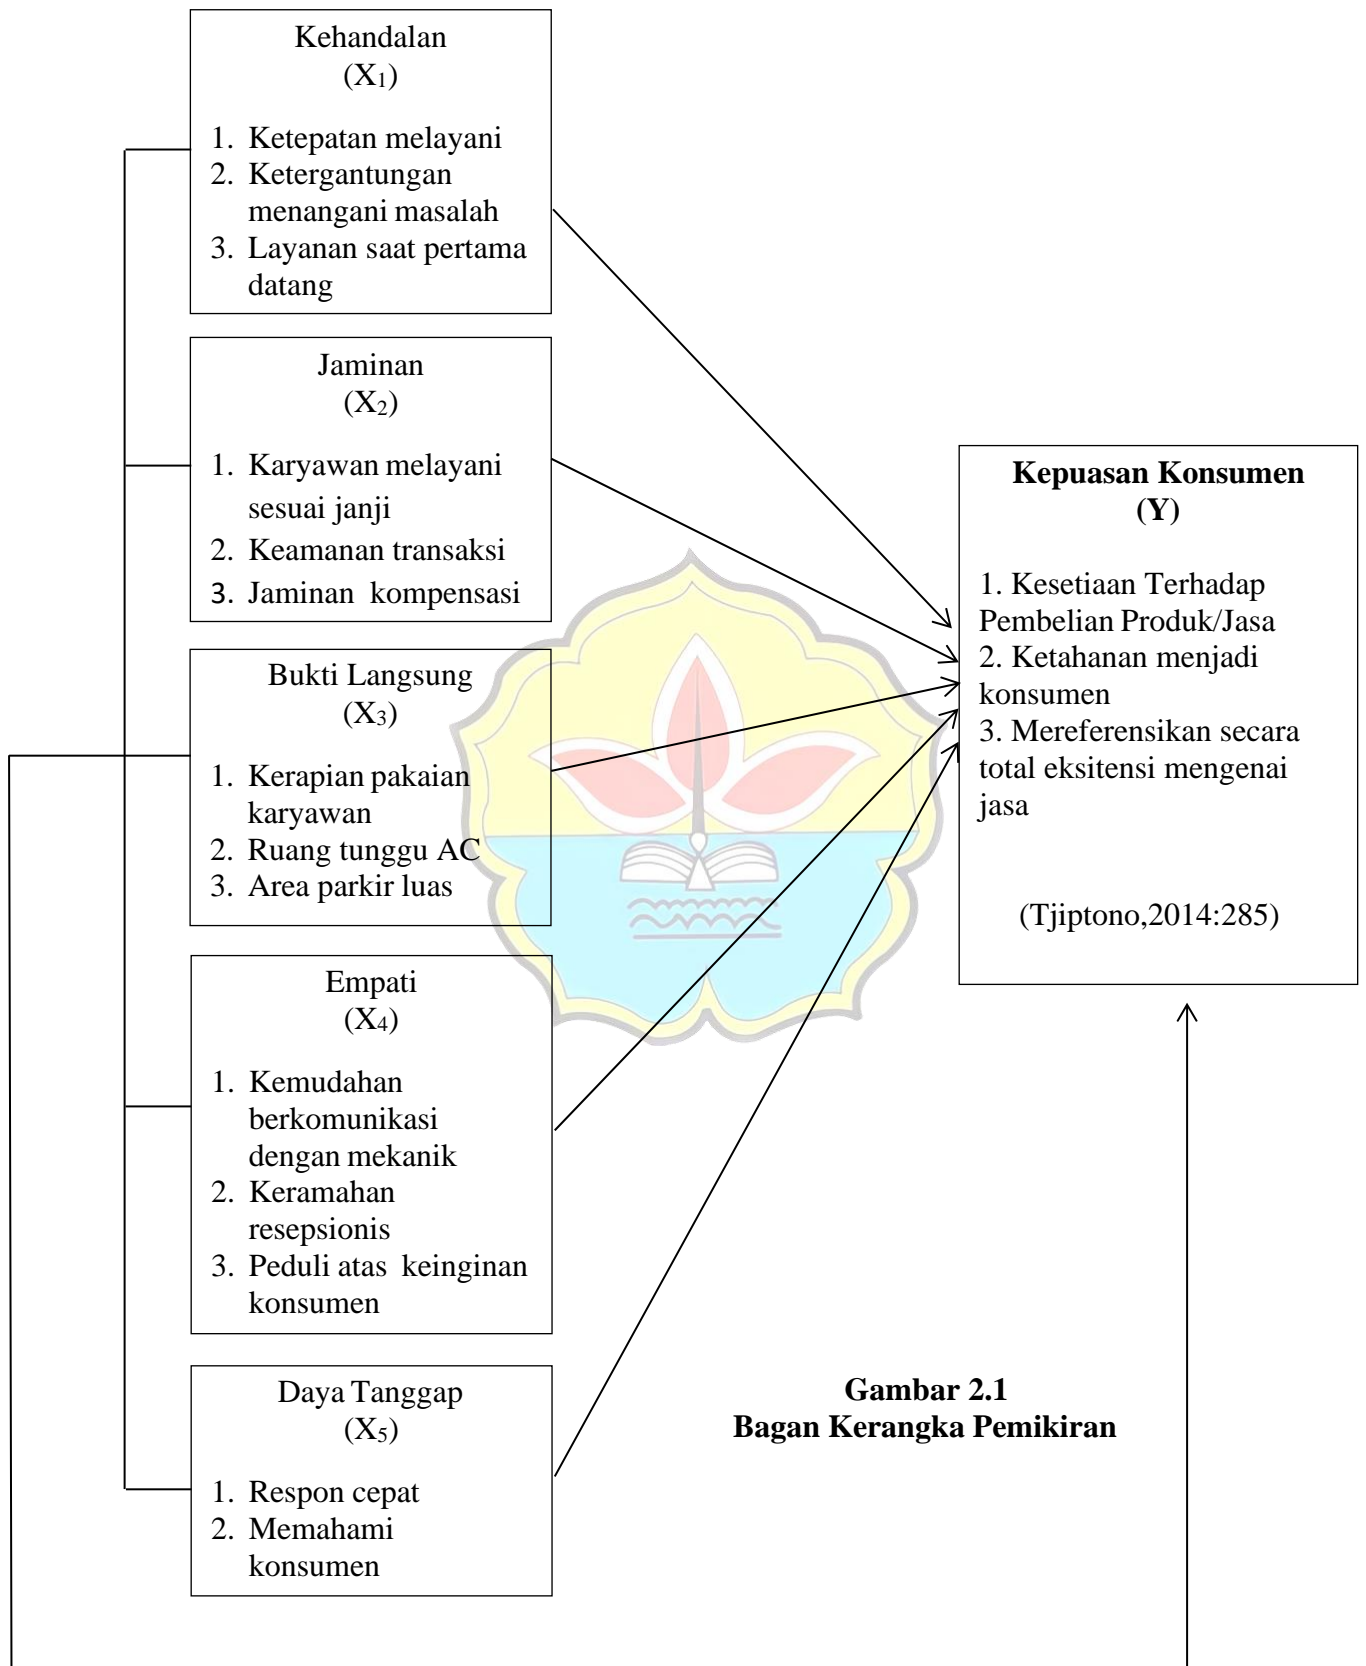 Kehandalan
(X₁)
1. Ketepatan melayani
2. Ketergantungan
menangani masalah
3. Layanan saat pertama
datang
Jaminan
(X₂)
1. Karyawan melayani
sesuai janji
2. Keamanan transaksi
3. Jaminan kompensasi
Bukti Langsung
(X₃)
1. Kerapian pakaian
karyawan
2. Ruang tunggu AC
3. Area parkir luas
Empati
(X₄)
1. Kemudahan
berkomunikasi
dengan mekanik
2. Keramahan
resepsionis
3. Peduli atas keinginan
konsumen
Daya Tanggap
(X₅)
1. Respon cepat
2. Memahami
konsumen
Kepuasan Konsumen
(Y)
1. Kesetiaan Terhadap
Pembelian Produk/Jasa
2. Ketahanan menjadi
konsumen
3. Mereferensikan secara
total eksitensi mengenai
jasa
(Tjiptono,2014:285)
Gambar 2.1
Bagan Kerangka Pemikiran